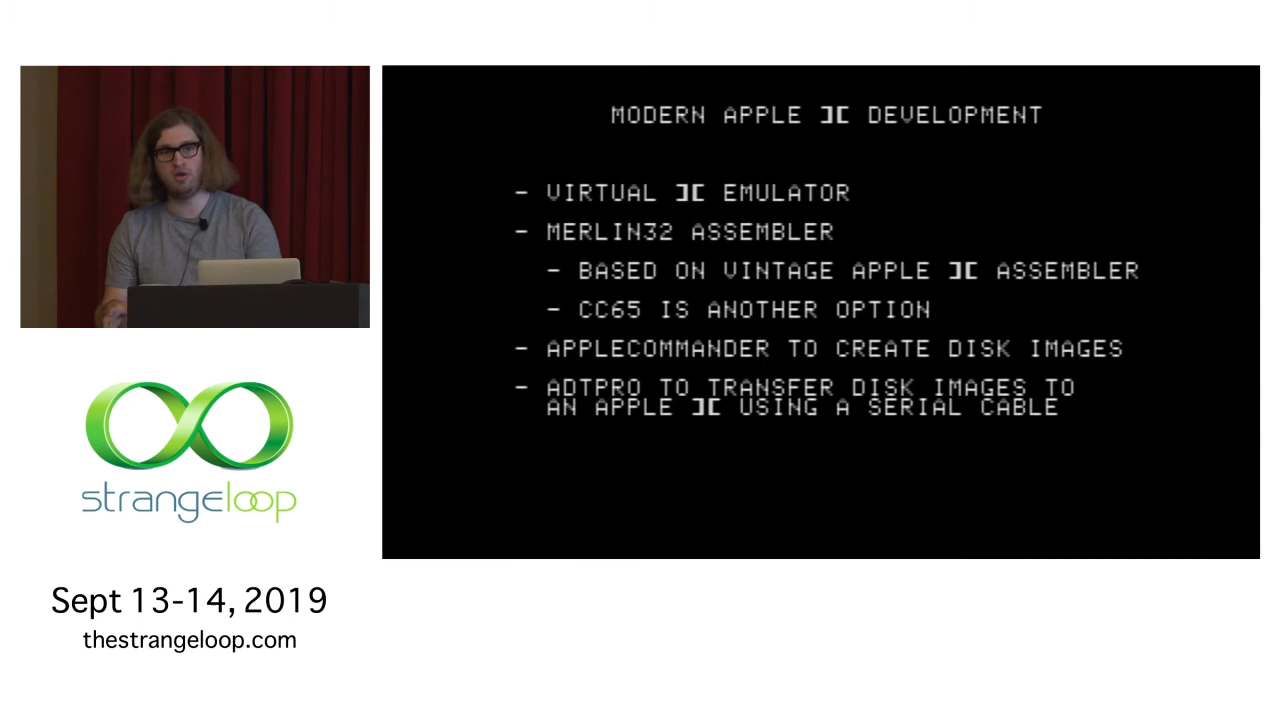 MODERN APPLE ][ DEVELOPMENT
- VIRTUAL ][ EMULATOR
- MERLIN32 ASSEMBLER
- BASED ON VINTAGE APPLE ][ ASSEMBLER
- CC65 IS ANOTHER OPTION
- APPLECOMMANDER TO CREATE DISK IMAGES
- ADTPRO TO TRANSFER DISK IMAGES TO
AN APPLE ][ USING A SERIAL CABLE
strangeloop
Sept 13-14, 2019
thestrangeloop.com